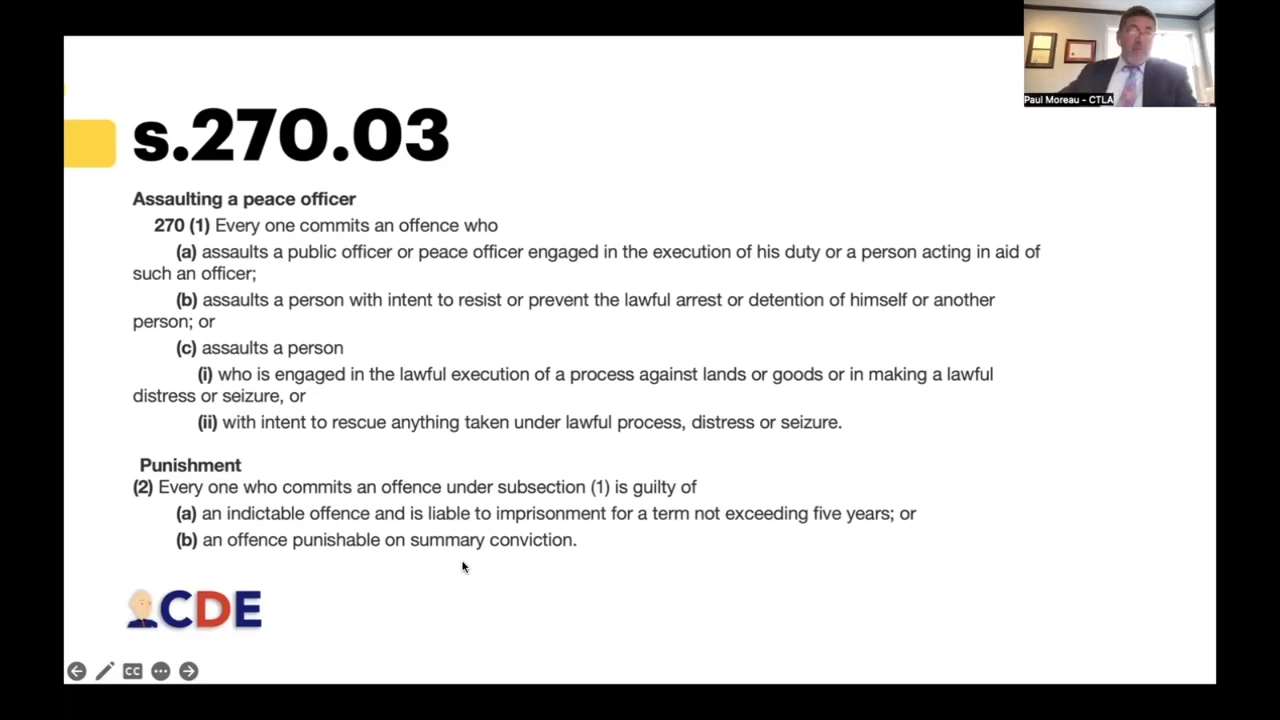 Paul Moreau - CTLA
s.270.03
Assaulting a peace officer
270 (1) Every one commits an offence who
(a) assaults a public officer or peace officer engaged in the execution of his duty or a person acting in aid of
such an officer;
(b) assaults a person with intent to resist or prevent the lawful arrest or detention of himself or another
person; or
(c) assaults a person
(i) who is engaged in the lawful execution of a process against lands or goods or in making a lawful
distress or seizure, or
(ii) with intent to rescue anything taken under lawful process, distress or seizure.
Punishment
(2) Every one who commits an offence under subsection (1) is guilty of
(a) an indictable offence and is liable to imprisonment for a term not exceeding five years; or
(b) an offence punishable on summary conviction.
CDE
CC